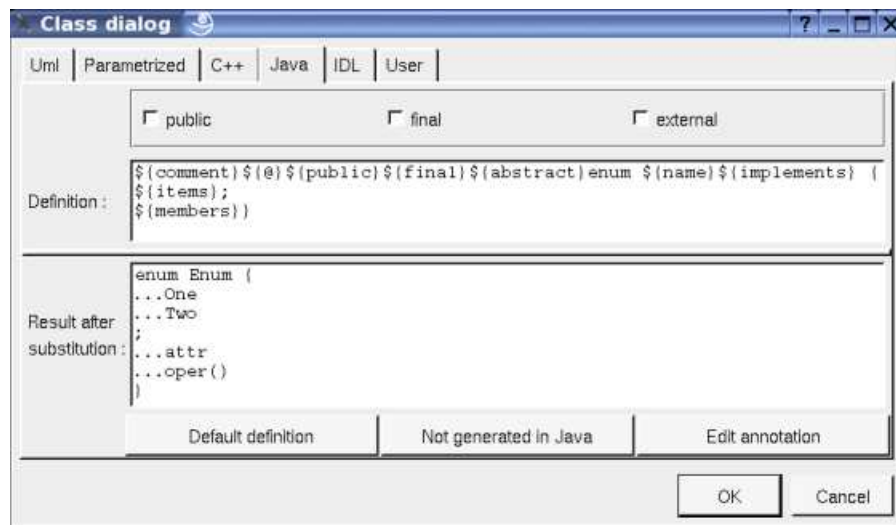 Class dialog
? _ X
Uml Parametrized C++ Java IDL User
public final external
Definition :
${comment}${@}${public}${final}${abstract}enum ${name}${implements} {
${items};
${members}}
Result after
substitution :
enum Enum {
...One
...Two
;
...attr
...oper()
}
Default definition Not generated in Java Edit annotation
OK Cancel